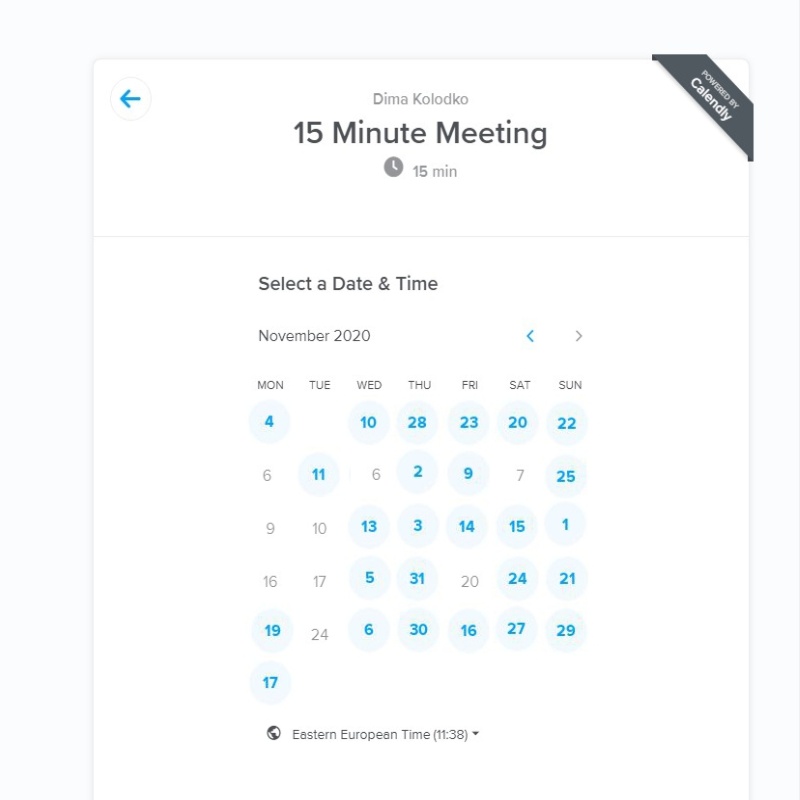 POWERED BY
Calendly
Dima Kolodko
15 Minute Meeting
15 min
Select a Date & Time
November 2020
MON TUE WED THU FRI SAT SUN
4 10 28 23 20 22
6 11 6 2 9 7 25
9 10 13 3 14 15 1
16 17 5 31 20 24 21
19 24 6 30 16 27 29
17
Eastern European Time (11:38)